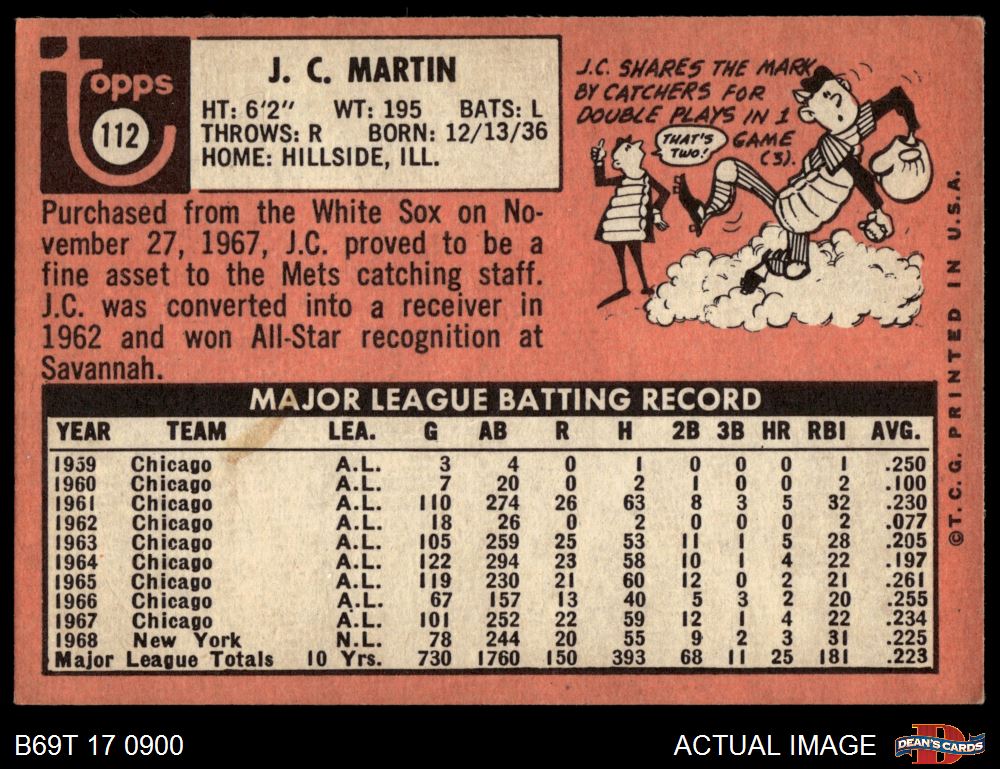 Topps
112
J. C. MARTIN
HT: 6'2" WT: 195 BATS: L
THROWS: R BORN: 12/13/36
HOME: HILLSIDE, ILL.
J.C. SHARES THE MARK
BY CATCHERS FOR
DOUBLE PLAYS IN 1
GAME
(3).
THAT'S
TWO!
Purchased from the White Sox on No-
vember 27, 1967, J.C. proved to be a
fine asset to the Mets catching staff.
J.C. was converted into a receiver in
1962 and won All-Star recognition at
Savannah.
MAJOR LEAGUE BATTING RECORD
YEAR TEAM LEA. G AB R H 2B 3B HR RBI AVG.
1959 Chicago A.L. 3 4 0 1 0 0 0 1 .250
1960 Chicago A.L. 7 20 0 2 1 0 0 2 .100
1961 Chicago A.L. 110 274 26 63 8 3 5 32 .230
1962 Chicago A.L. 18 26 0 2 0 0 0 2 .077
1963 Chicago A.L. 105 259 25 53 11 1 5 28 .205
1964 Chicago A.L. 122 294 23 58 10 1 4 22 .197
1965 Chicago A.L. 119 230 21 60 12 0 2 21 .261
1966 Chicago A.L. 67 157 13 40 5 3 2 20 .255
1967 Chicago A.L. 101 252 22 59 12 1 4 22 .234
1968 New York N.L. 78 244 20 55 9 2 3 31 .225
Major League Totals 10 Yrs. 730 1760 150 393 68 11 25 181 .223
©T. C. G. PRINTED IN U.S.A.
B69T 17 0900
ACTUAL IMAGE
D
DEAN'S CARDS